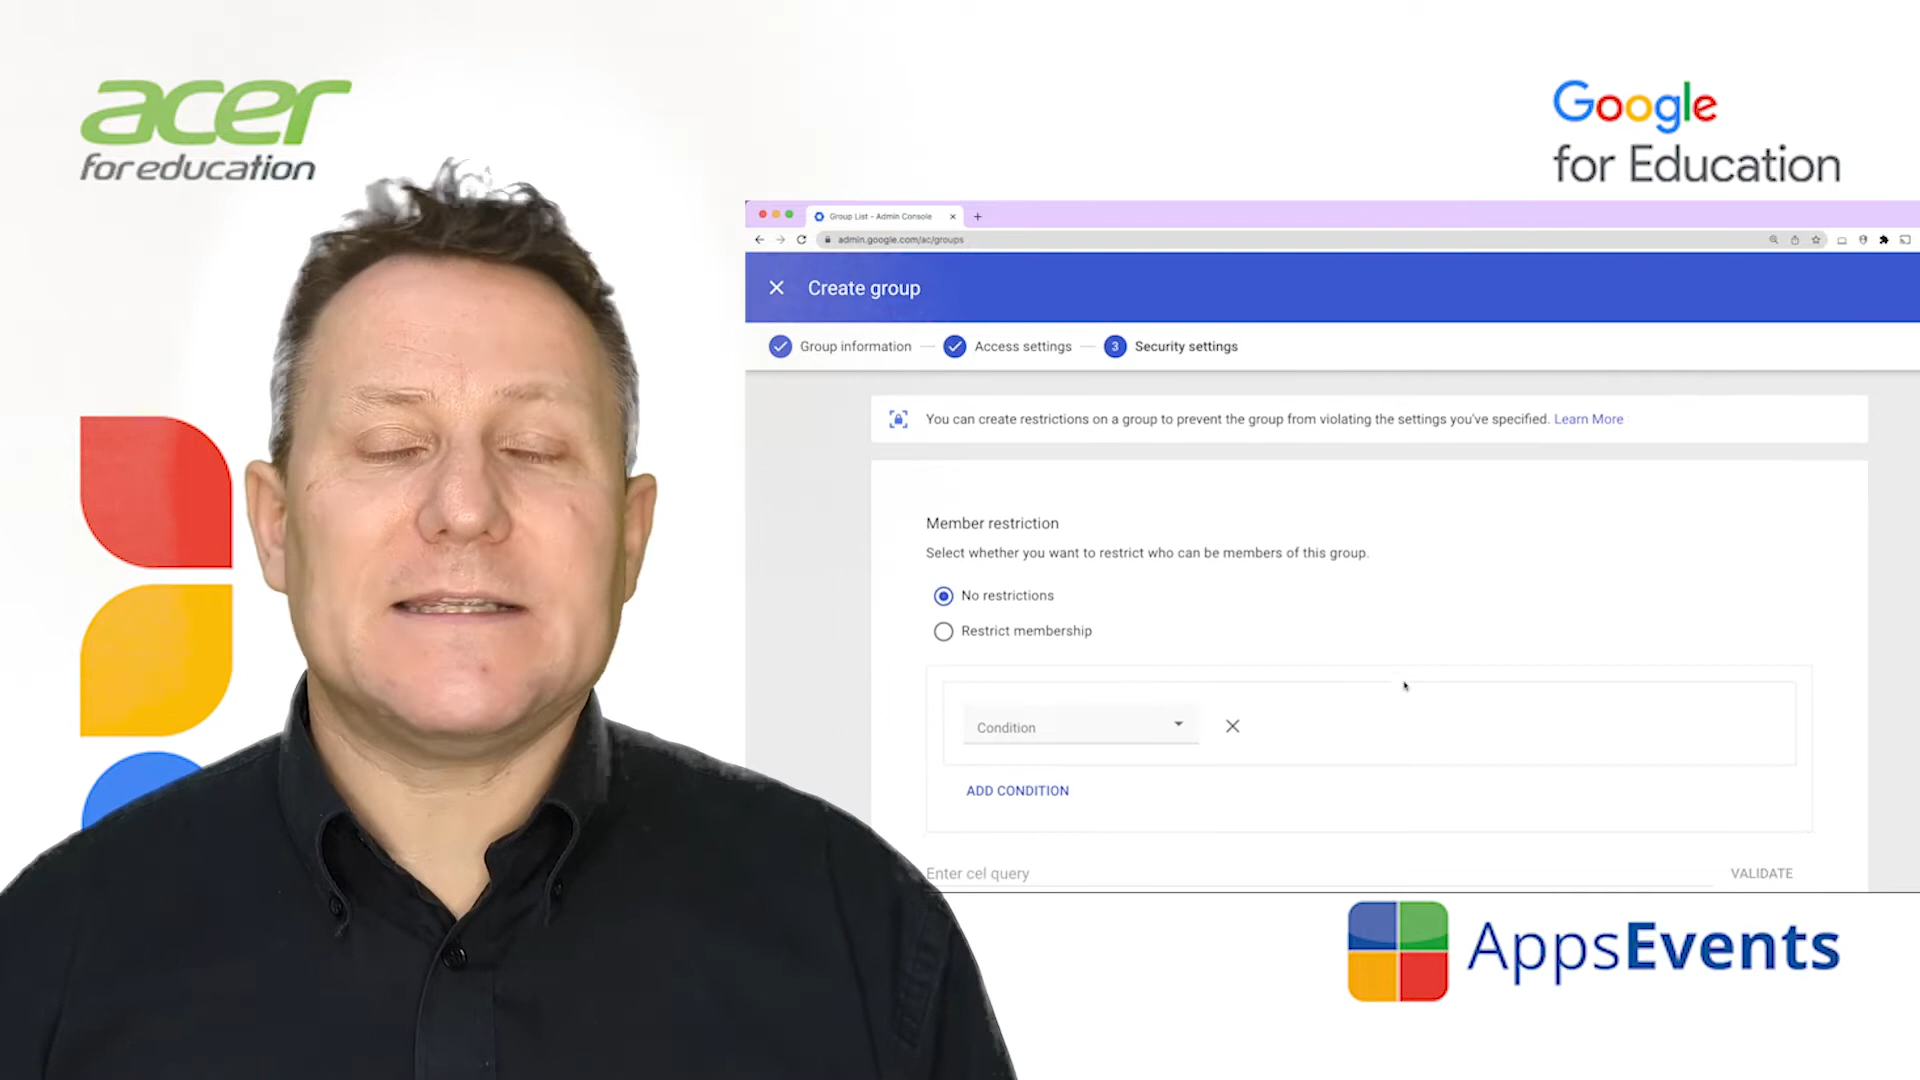 acer
for education
Google
for Education
Group List - Admin Console
admin.google.com/ac/groups
Create group
Group information
Access settings
3 Security settings
You can create restrictions on a group to prevent the group from violating the settings you've specified. Learn More
Member restriction
Select whether you want to restrict who can be members of this group.
No restrictions
Restrict membership
Condition
ADD CONDITION
Enter cel query
VALIDATE
AppsEvents